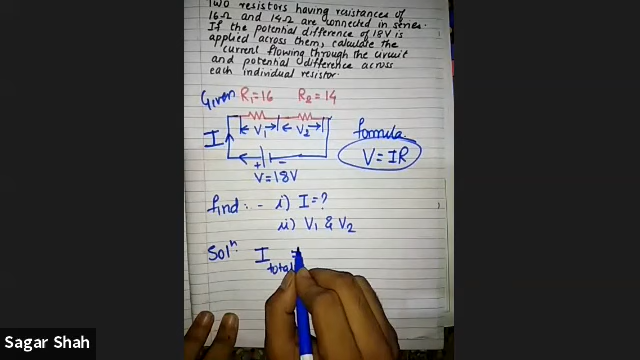 Two resistors having resistances of
16Ω and 14Ω are connected in series.
If the potential difference of 18V is
applied across them, calculate the
current flowing through the circuit
and potential difference across
each individual resistor.
Given R₁=16 R₂=14
V₁ V₂
I
+ -
V=18V
formula
V=IR
find:- i) I=?
ii) V₁ & V₂
Solⁿ. I total =
Sagar Shah